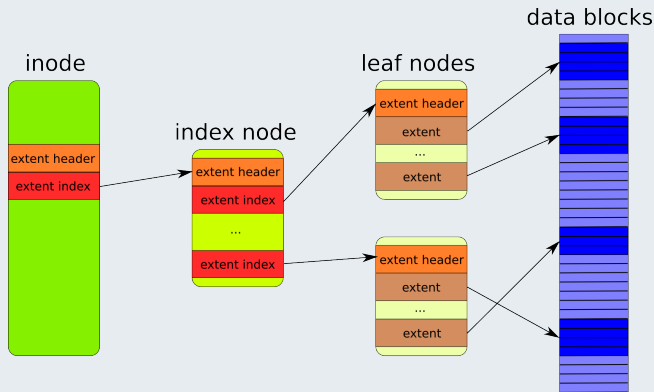 inode
extent header
extent index
index node
extent header
extent index
...
extent index
leaf nodes
extent header
extent
...
extent
extent header
extent
...
extent
data blocks